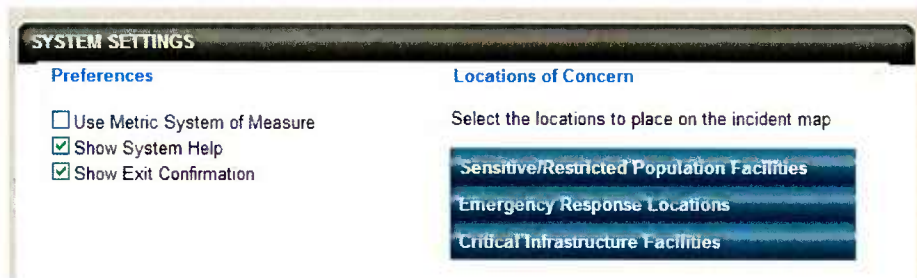 SYSTEM SETTINGS
Preferences
Use Metric System of Measure
Show System Help
Show Exit Confirmation
Locations of Concern
Select the locations to place on the incident map
Sensitive/Restricted Population Facilities
Emergency Response Locations
Critical Infrastructure Facilities